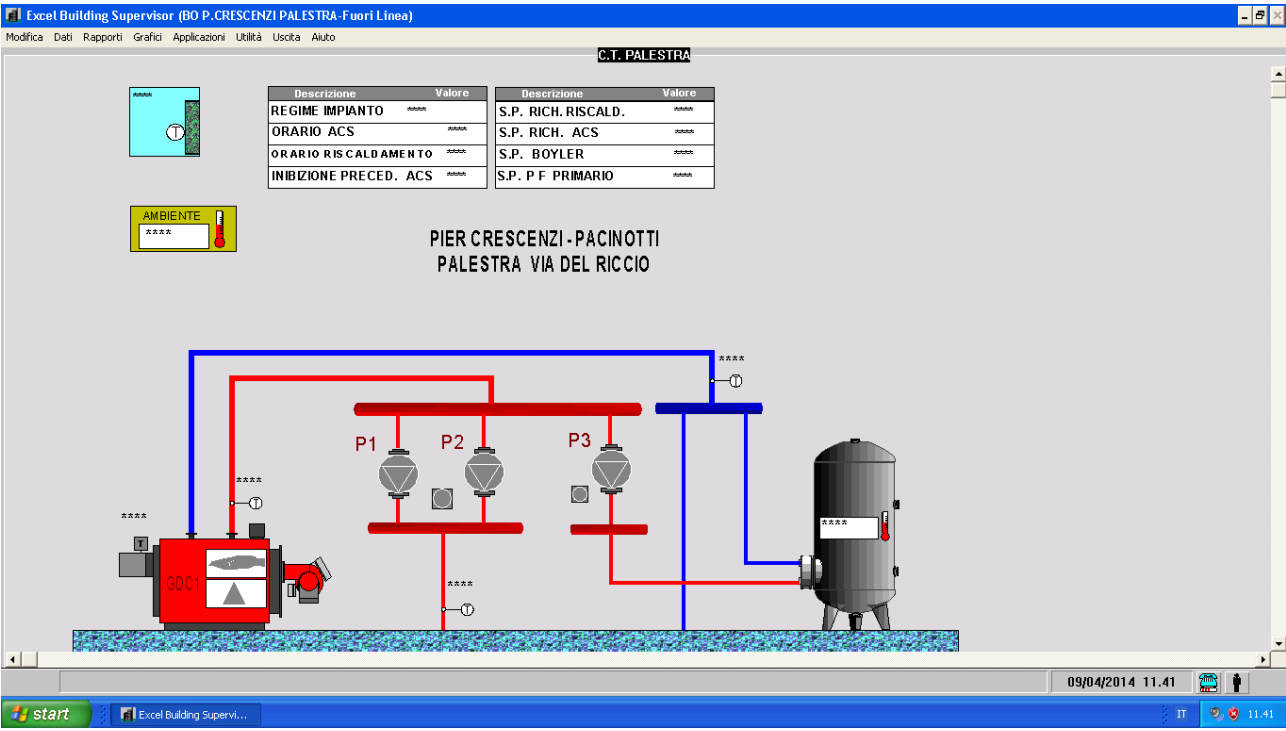 Excel Building Supervisor (BO P.CRESCENZI PALESTRA-Fuori Linea)
Modifica Dati Rapporti Grafici Applicazioni Utilità Uscita Aiuto
C.T. PALESTRA
****
T
Descrizione Valore
REGIME IMPIANTO ****
ORARIO ACS ****
ORARIO RISCALDAMENTO ****
INIBIZIONE PRECED. ACS ****
Descrizione Valore
S.P. RICH. RISCALD. ****
S.P. RICH. ACS ****
S.P. BOYLER ****
S.P. P F PRIMARIO ****
AMBIENTE
****
PIER CRESCENZI-PACINOTTI
PALESTRA VIA DEL RICCIO
****
T
P1 P2 P3
****
T
****
T
GDC1
****
T
****
09/04/2014 11.41
start
Excel Building Supervi...
IT
11.41